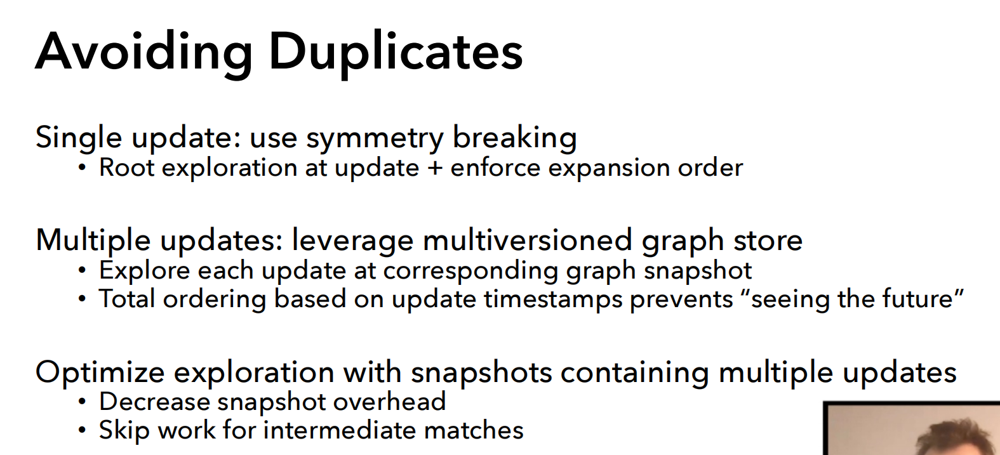 Avoiding Duplicates
Single update: use symmetry breaking
• Root exploration at update + enforce expansion order
Multiple updates: leverage multiversioned graph store
• Explore each update at corresponding graph snapshot
• Total ordering based on update timestamps prevents “seeing the future”
Optimize exploration with snapshots containing multiple updates
• Decrease snapshot overhead
• Skip work for intermediate matches